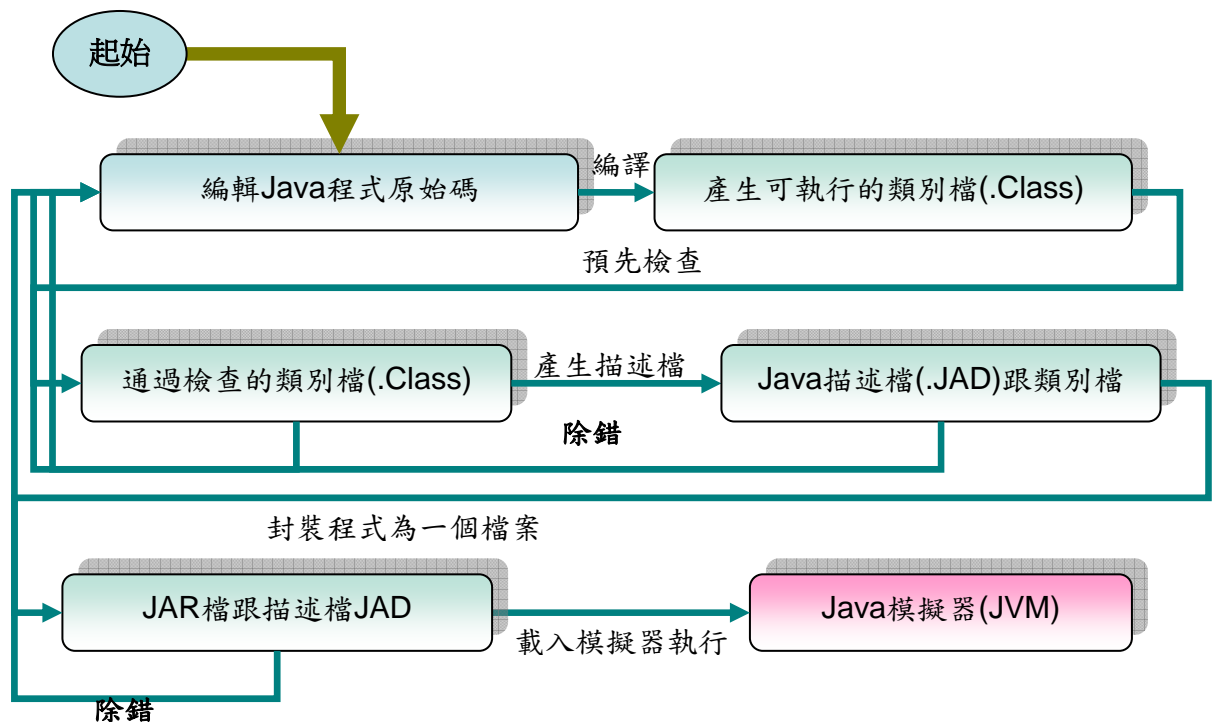 起始
編輯Java程式原始碼
編譯
產生可執行的類別檔(.Class)
預先檢查
通過檢查的類別檔(.Class)
產生描述檔
Java描述檔(.JAD)跟類別檔
除錯
封裝程式為一個檔案
JAR檔跟描述檔JAD
載入模擬器執行
Java模擬器(JVM)
除錯